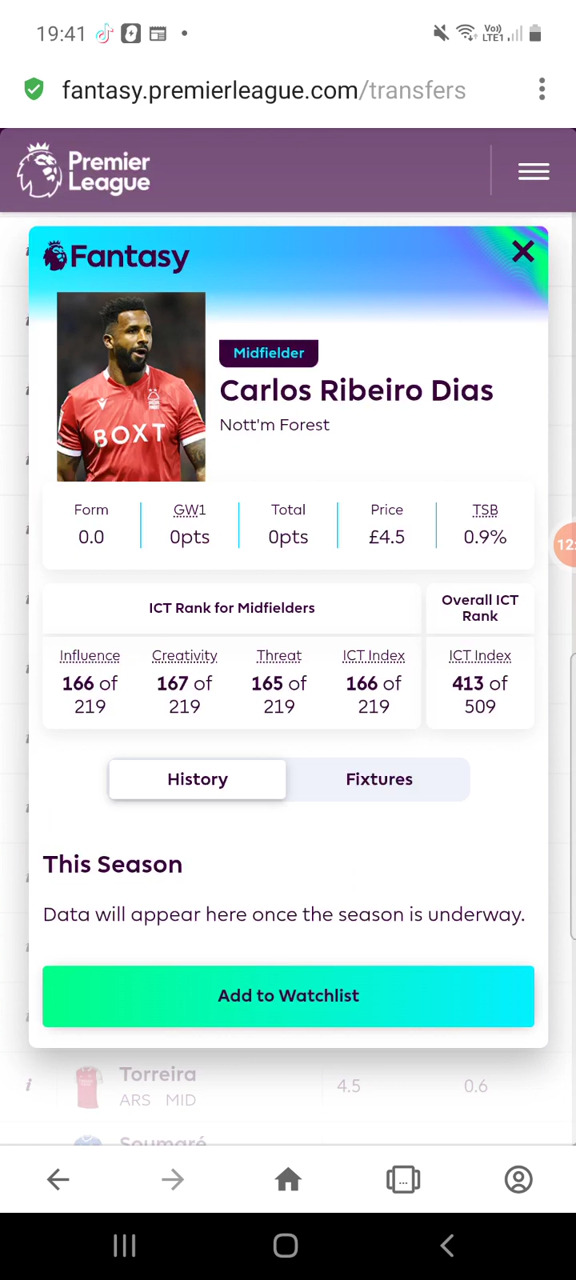 19:41
Vo))
LTE1
fantasy.premierleague.com/transfers
Premier
League
Fantasy
Midfielder
Carlos Ribeiro Dias
Nott'm Forest
BOXT
Form GW1 Total Price TSB
0.0 0pts 0pts £4.5 0.9%
ICT Rank for Midfielders
Overall ICT
Rank
Influence Creativity Threat ICT Index ICT Index
166 of 167 of 165 of 166 of 413 of
219 219 219 219 509
History Fixtures
This Season
Data will appear here once the season is underway.
Add to Watchlist
i Torreira 4.5 0.6
ARS MID
Soumaré